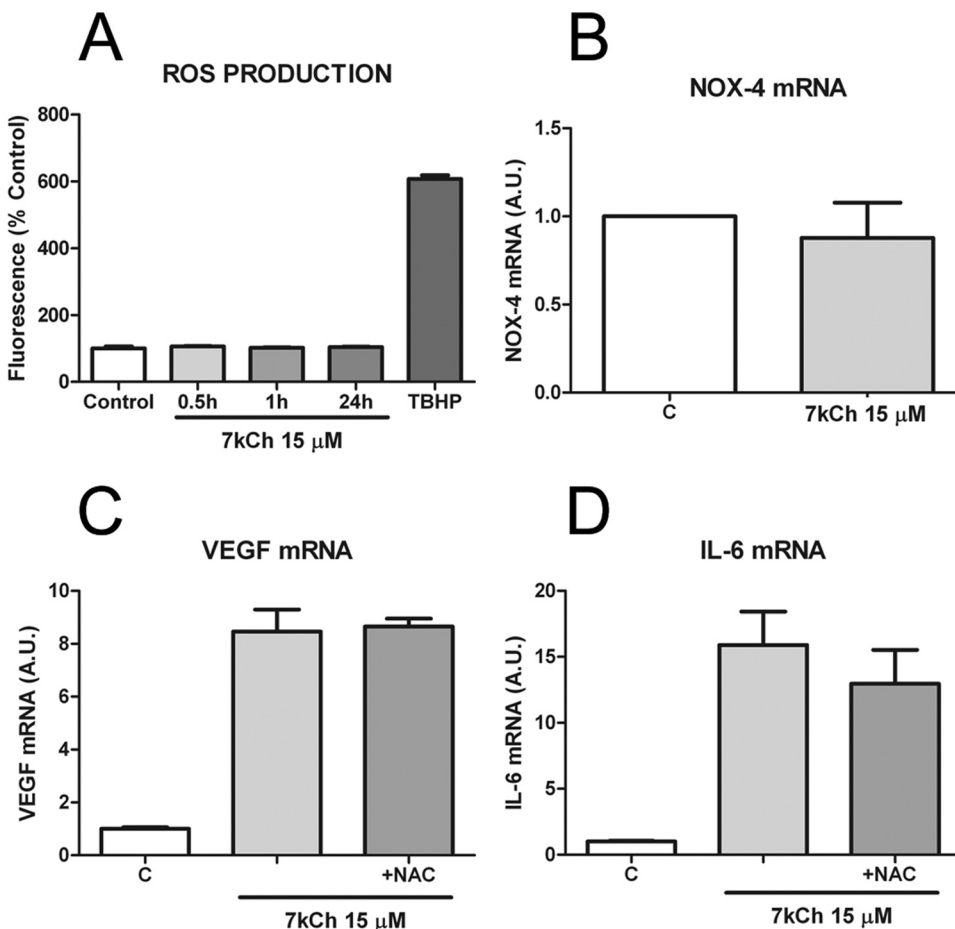 A
ROS PRODUCTION
Fluorescence (% Control)
800
600
400
200
0
Control
0.5h
1h
24h
TBHP
7kCh 15 μM
B
NOX-4 mRNA
NOX-4 mRNA (A.U.)
1.5
1.0
0.5
0.0
C
7kCh 15 μM
C
VEGF mRNA
VEGF mRNA (A.U.)
10
8
6
4
2
0
C
-
+NAC
7kCh 15 μM
D
IL-6 mRNA
IL-6 mRNA (A.U.)
20
15
10
5
0
C
-
+NAC
7kCh 15 μM